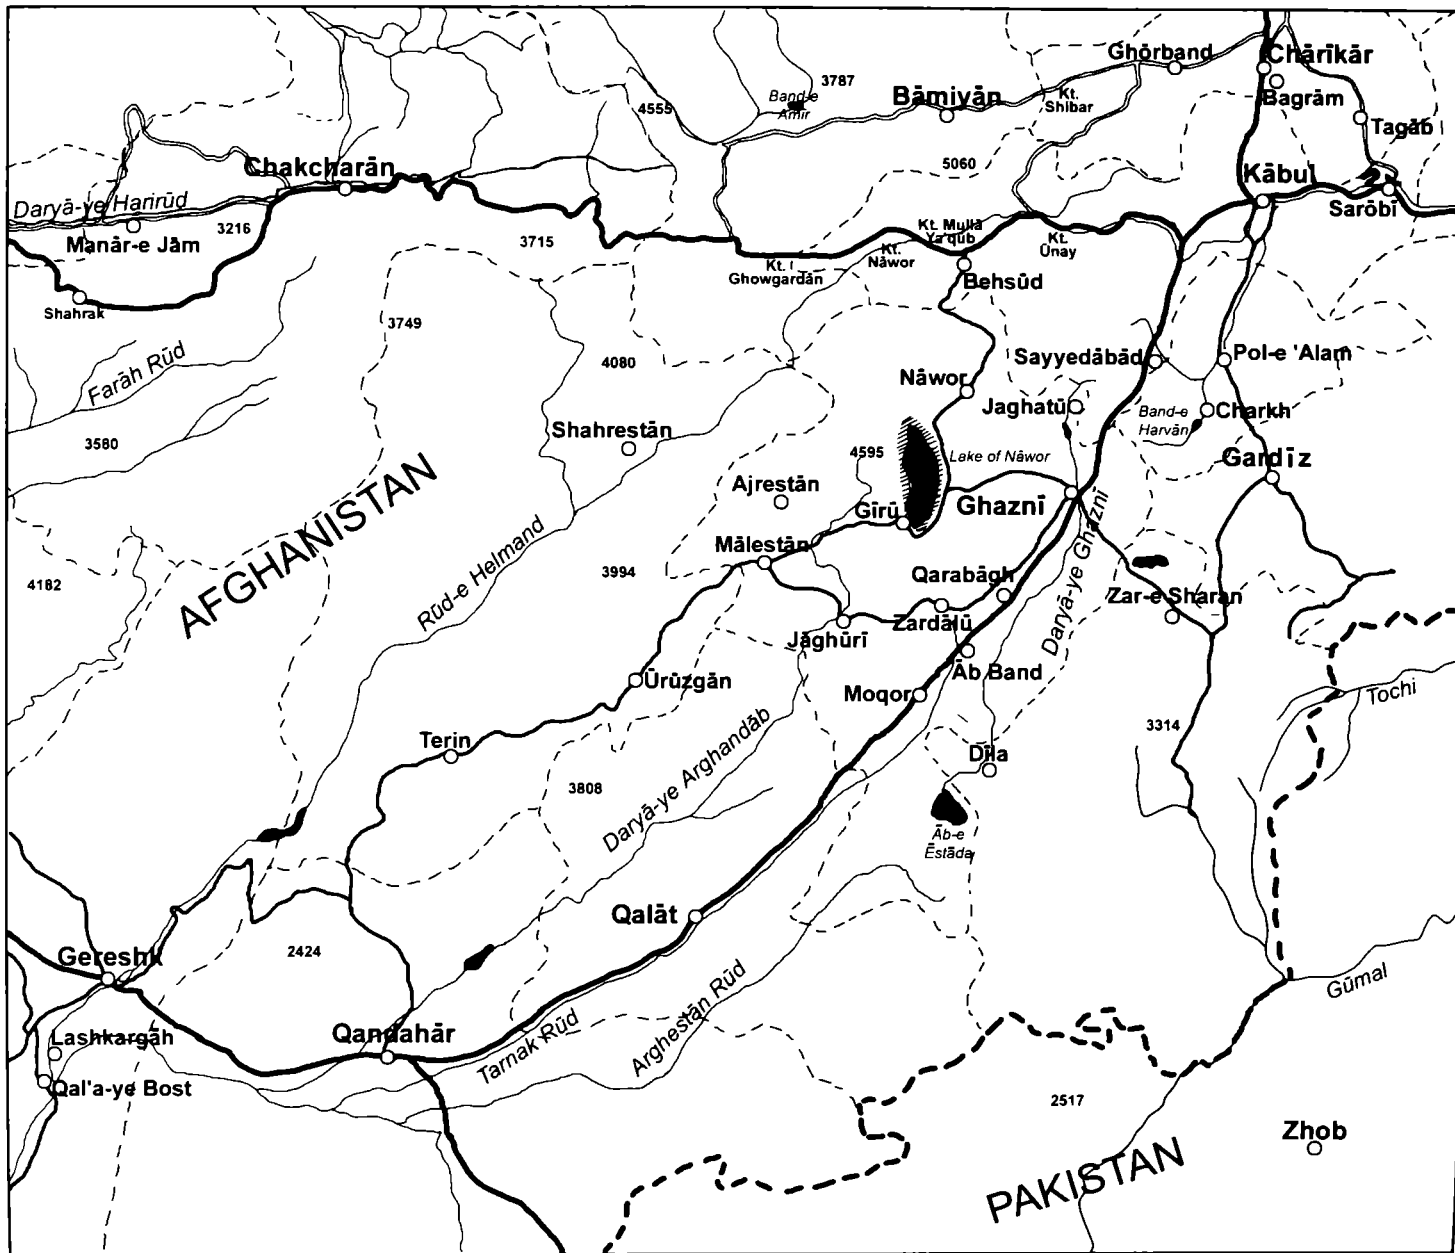 Ghōrband
Chārīkār
3787
Bāmiyān
Kt.
Shibar
Band-e
Amir
4555
Bagrām
Tagāb
5060
Chakcharān
Kābul
Sarōbī
Daryā-ye Harirūd
3216
Manār-e Jām
3715
Kt. Mullā
Ya'qūb
Kt.
Nāwor
Kt.
Ūnay
Kt.
Ghowgardān
Behsūd
Shahrak
3749
Farāh Rūd
4080
Sayyedābād
Pol-e 'Alam
Nāwor
Jaghatū
Band-e
Harvān
Charkh
3580
Shahrestān
4595
Lake of Nāwor
Gardīz
AFGHANISTAN
Ajrestān
Gīrū
Ghaznī
Rūd-e Helmand
Mālestān
4182
3994
Qarabāgh
Daryā-ye Ghaznī
Zar-e Sharan
Zardālū
Jāghūrī
Āb Band
Ūrūzgān
Moqor
Tochi
Terin
Daryā-ye Arghandāb
3314
Dīla
3808
Āb-e
Ēstāda
Qalāt
Gereshk
2424
Arghestān Rūd
Gūmal
Qandahār
Tarnak Rūd
Lashkargāh
Qal'a-ye Bost
2517
Zhob
PAKISTAN